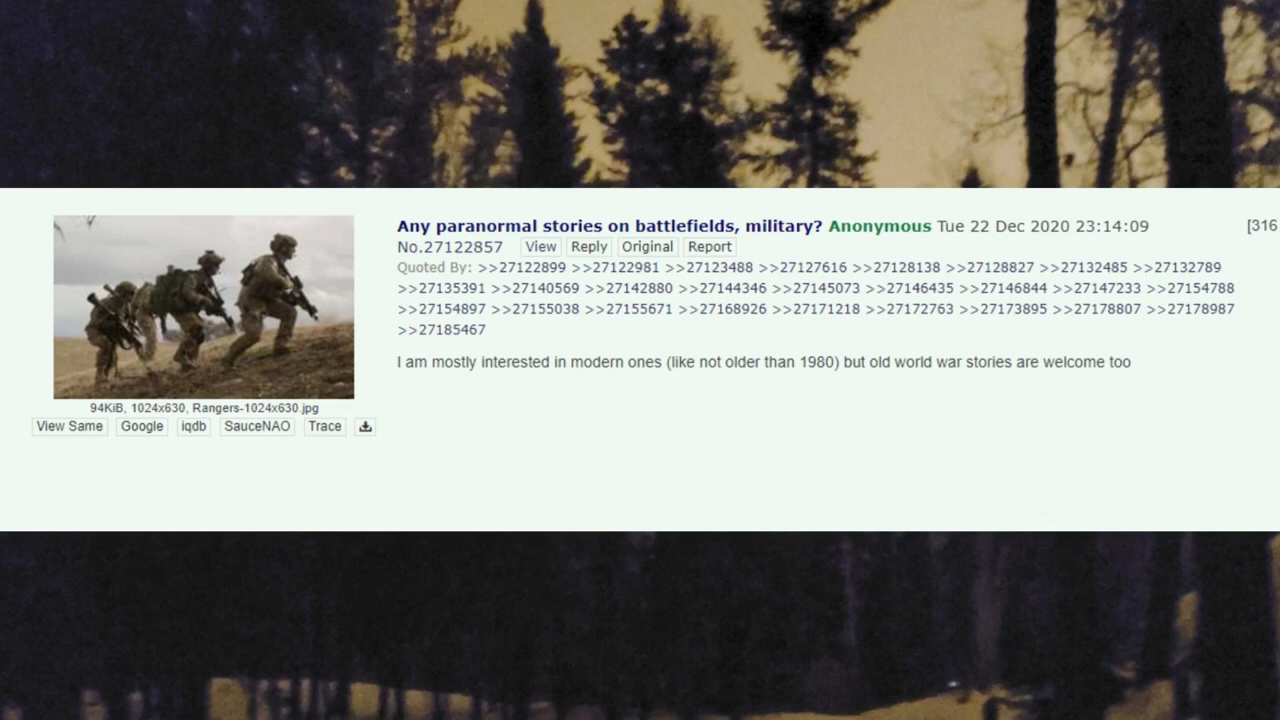 Any paranormal stories on battlefields, military? Anonymous Tue 22 Dec 2020 23:14:09 [316
No.27122857 View Reply Original Report
Quoted By: >>27122899 >>27122981 >>27123488 >>27127616 >>27128138 >>27128827 >>27132485 >>27132789
>>27135391 >>27140569 >>27142880 >>27144346 >>27145073 >>27146435 >>27146844 >>27147233 >>27154788
>>27154897 >>27155038 >>27155671 >>27168926 >>27171218 >>27172763 >>27173895 >>27178807 >>27178987
>>27185467
I am mostly interested in modern ones (like not older than 1980) but old world war stories are welcome too
94KiB, 1024x630, Rangers-1024x630.jpg
View Same Google iqdb SauceNAO Trace